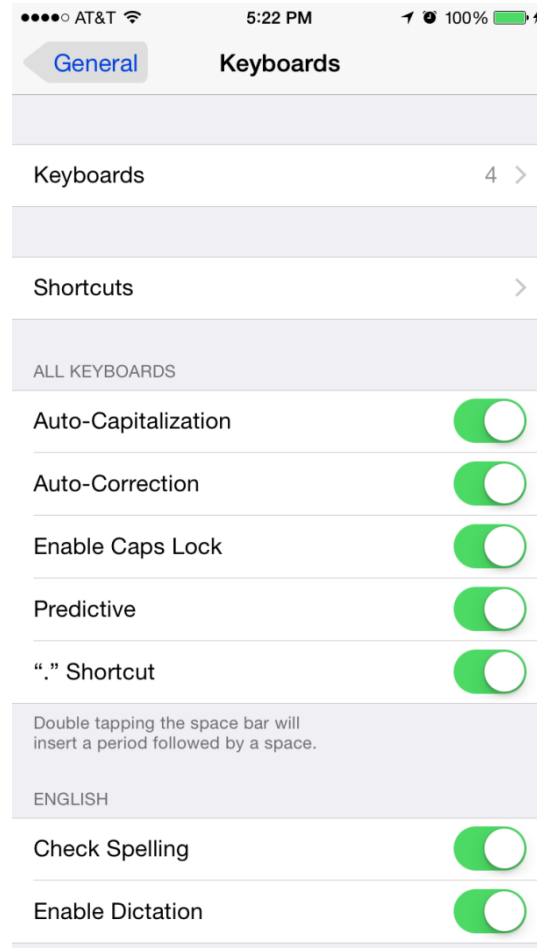 AT&T 5:22 PM 100%
General Keyboards
Keyboards 4
Shortcuts
ALL KEYBOARDS
Auto-Capitalization
Auto-Correction
Enable Caps Lock
Predictive
“.” Shortcut
Double tapping the space bar will
insert a period followed by a space.
ENGLISH
Check Spelling
Enable Dictation